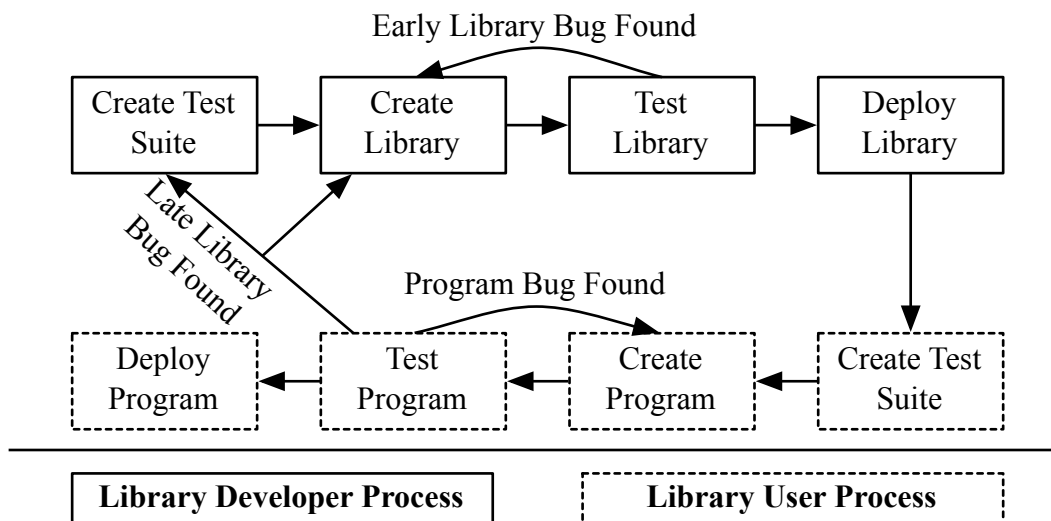 Early Library Bug Found
Create Test
Suite
Create
Library
Test
Library
Deploy
Library
Late Library
Bug Found
Program Bug Found
Deploy
Program
Test
Program
Create
Program
Create Test
Suite
Library Developer Process
Library User Process